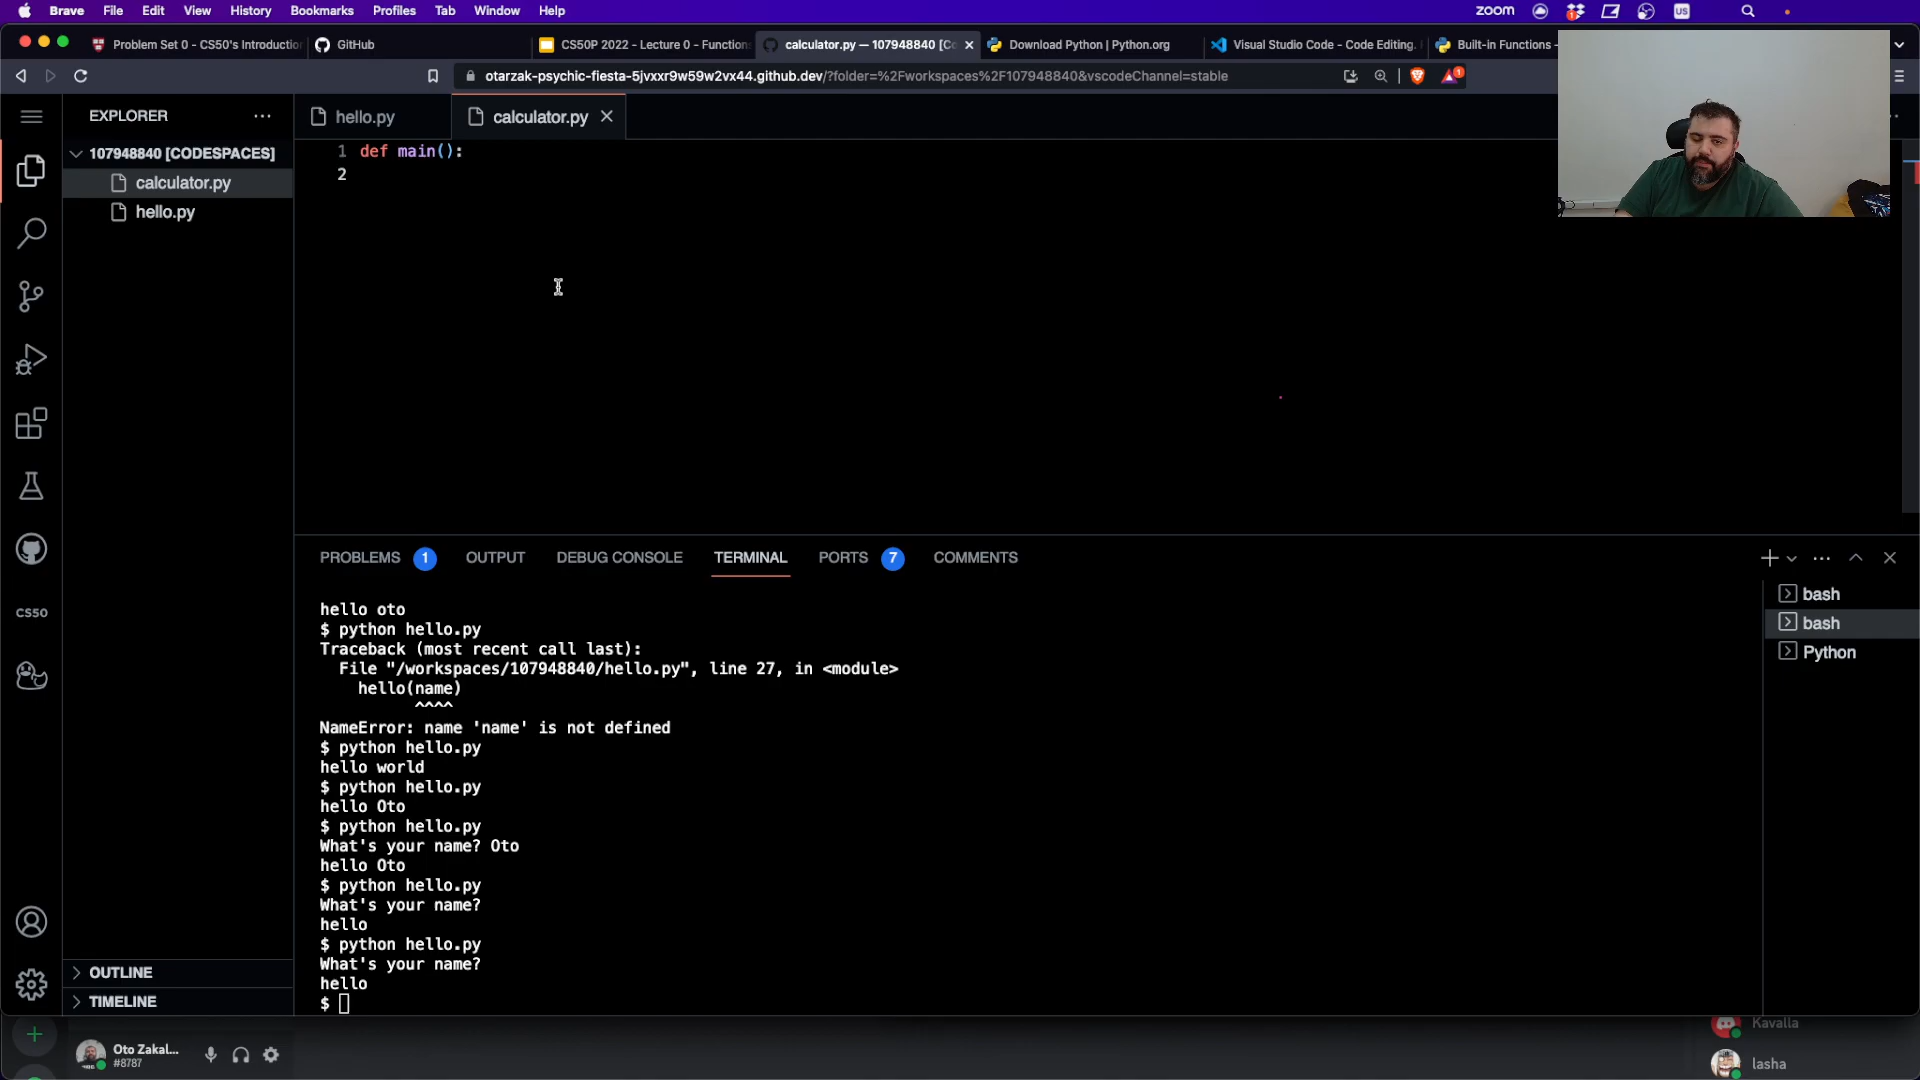 Brave File Edit View History Bookmarks Profiles Tab Window Help zoom US
Problem Set 0 - CS50's Introductio
GitHub
CS50P 2022 - Lecture 0 - Function
calculator.py — 107948840 [Co
Download Python | Python.org
Visual Studio Code - Code Editing.
Built-in Functions -
otarzak-psychic-fiesta-5jvxxr9w59w2vx44.github.dev/?folder=%2Fworkspaces%2F107948840&vscodeChannel=stable
1
EXPLORER
hello.py
calculator.py
107948840 [CODESPACES]
calculator.py
hello.py
1 def main():
2
PROBLEMS 1 OUTPUT DEBUG CONSOLE TERMINAL PORTS 7 COMMENTS
bash
bash
Python
hello oto
$ python hello.py
Traceback (most recent call last):
File "/workspaces/107948840/hello.py", line 27, in <module>
hello(name)
^^^^
NameError: name 'name' is not defined
$ python hello.py
hello world
$ python hello.py
hello Oto
$ python hello.py
What's your name? Oto
hello Oto
$ python hello.py
What's your name?
hello
$ python hello.py
What's your name?
hello
$
CS50
OUTLINE
TIMELINE
Oto Zakal...
#8787
Kavalla
lasha